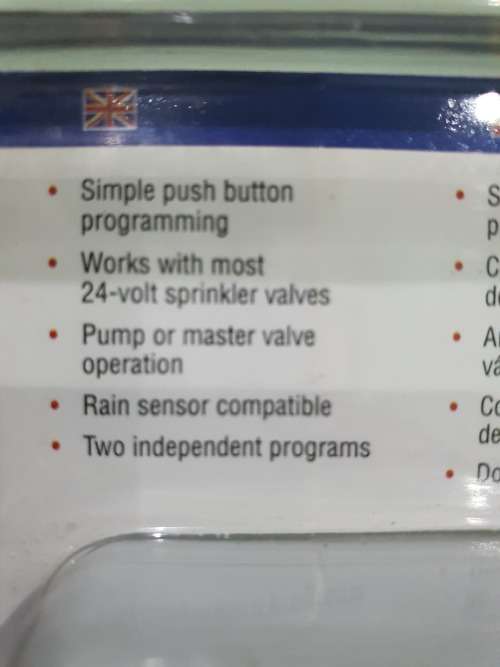 Simple push button
programming
Works with most
24-volt sprinkler valves
Pump or master valve
operation
Rain sensor compatible
Two independent programs